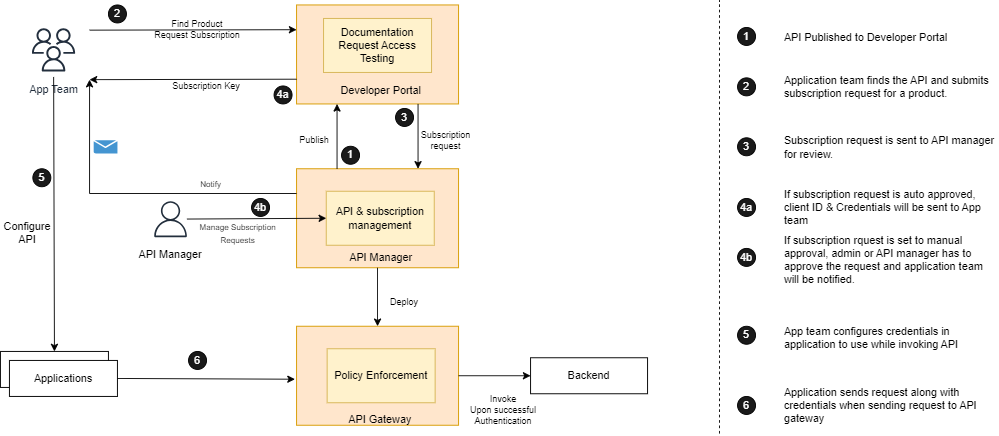 2
Find Product
Request Subscription
Documentation
Request Access
Testing
Developer Portal
App Team
Subscription Key
4a
3
Subscription
request
Publish
1
5
Notify
4b
Manage Subscription
Requests
API Manager
API & subscription
management
API Manager
Configure
API
Deploy
Applications
6
Policy Enforcement
API Gateway
Invoke
Upon successful
Authentication
Backend
1
API Published to Developer Portal
2
Application team finds the API and submits
subscription request for a product.
3
Subscription request is sent to API manager
for review.
4a
If subscription request is auto approved,
client ID & Credentials will be sent to App
team
4b
If subscription rquest is set to manual
approval, admin or API manager has to
approve the request and application team
will be notified.
5
App team configures credentials in
application to use while invoking API
6
Application sends request along with
credentials when sending request to API
gateway